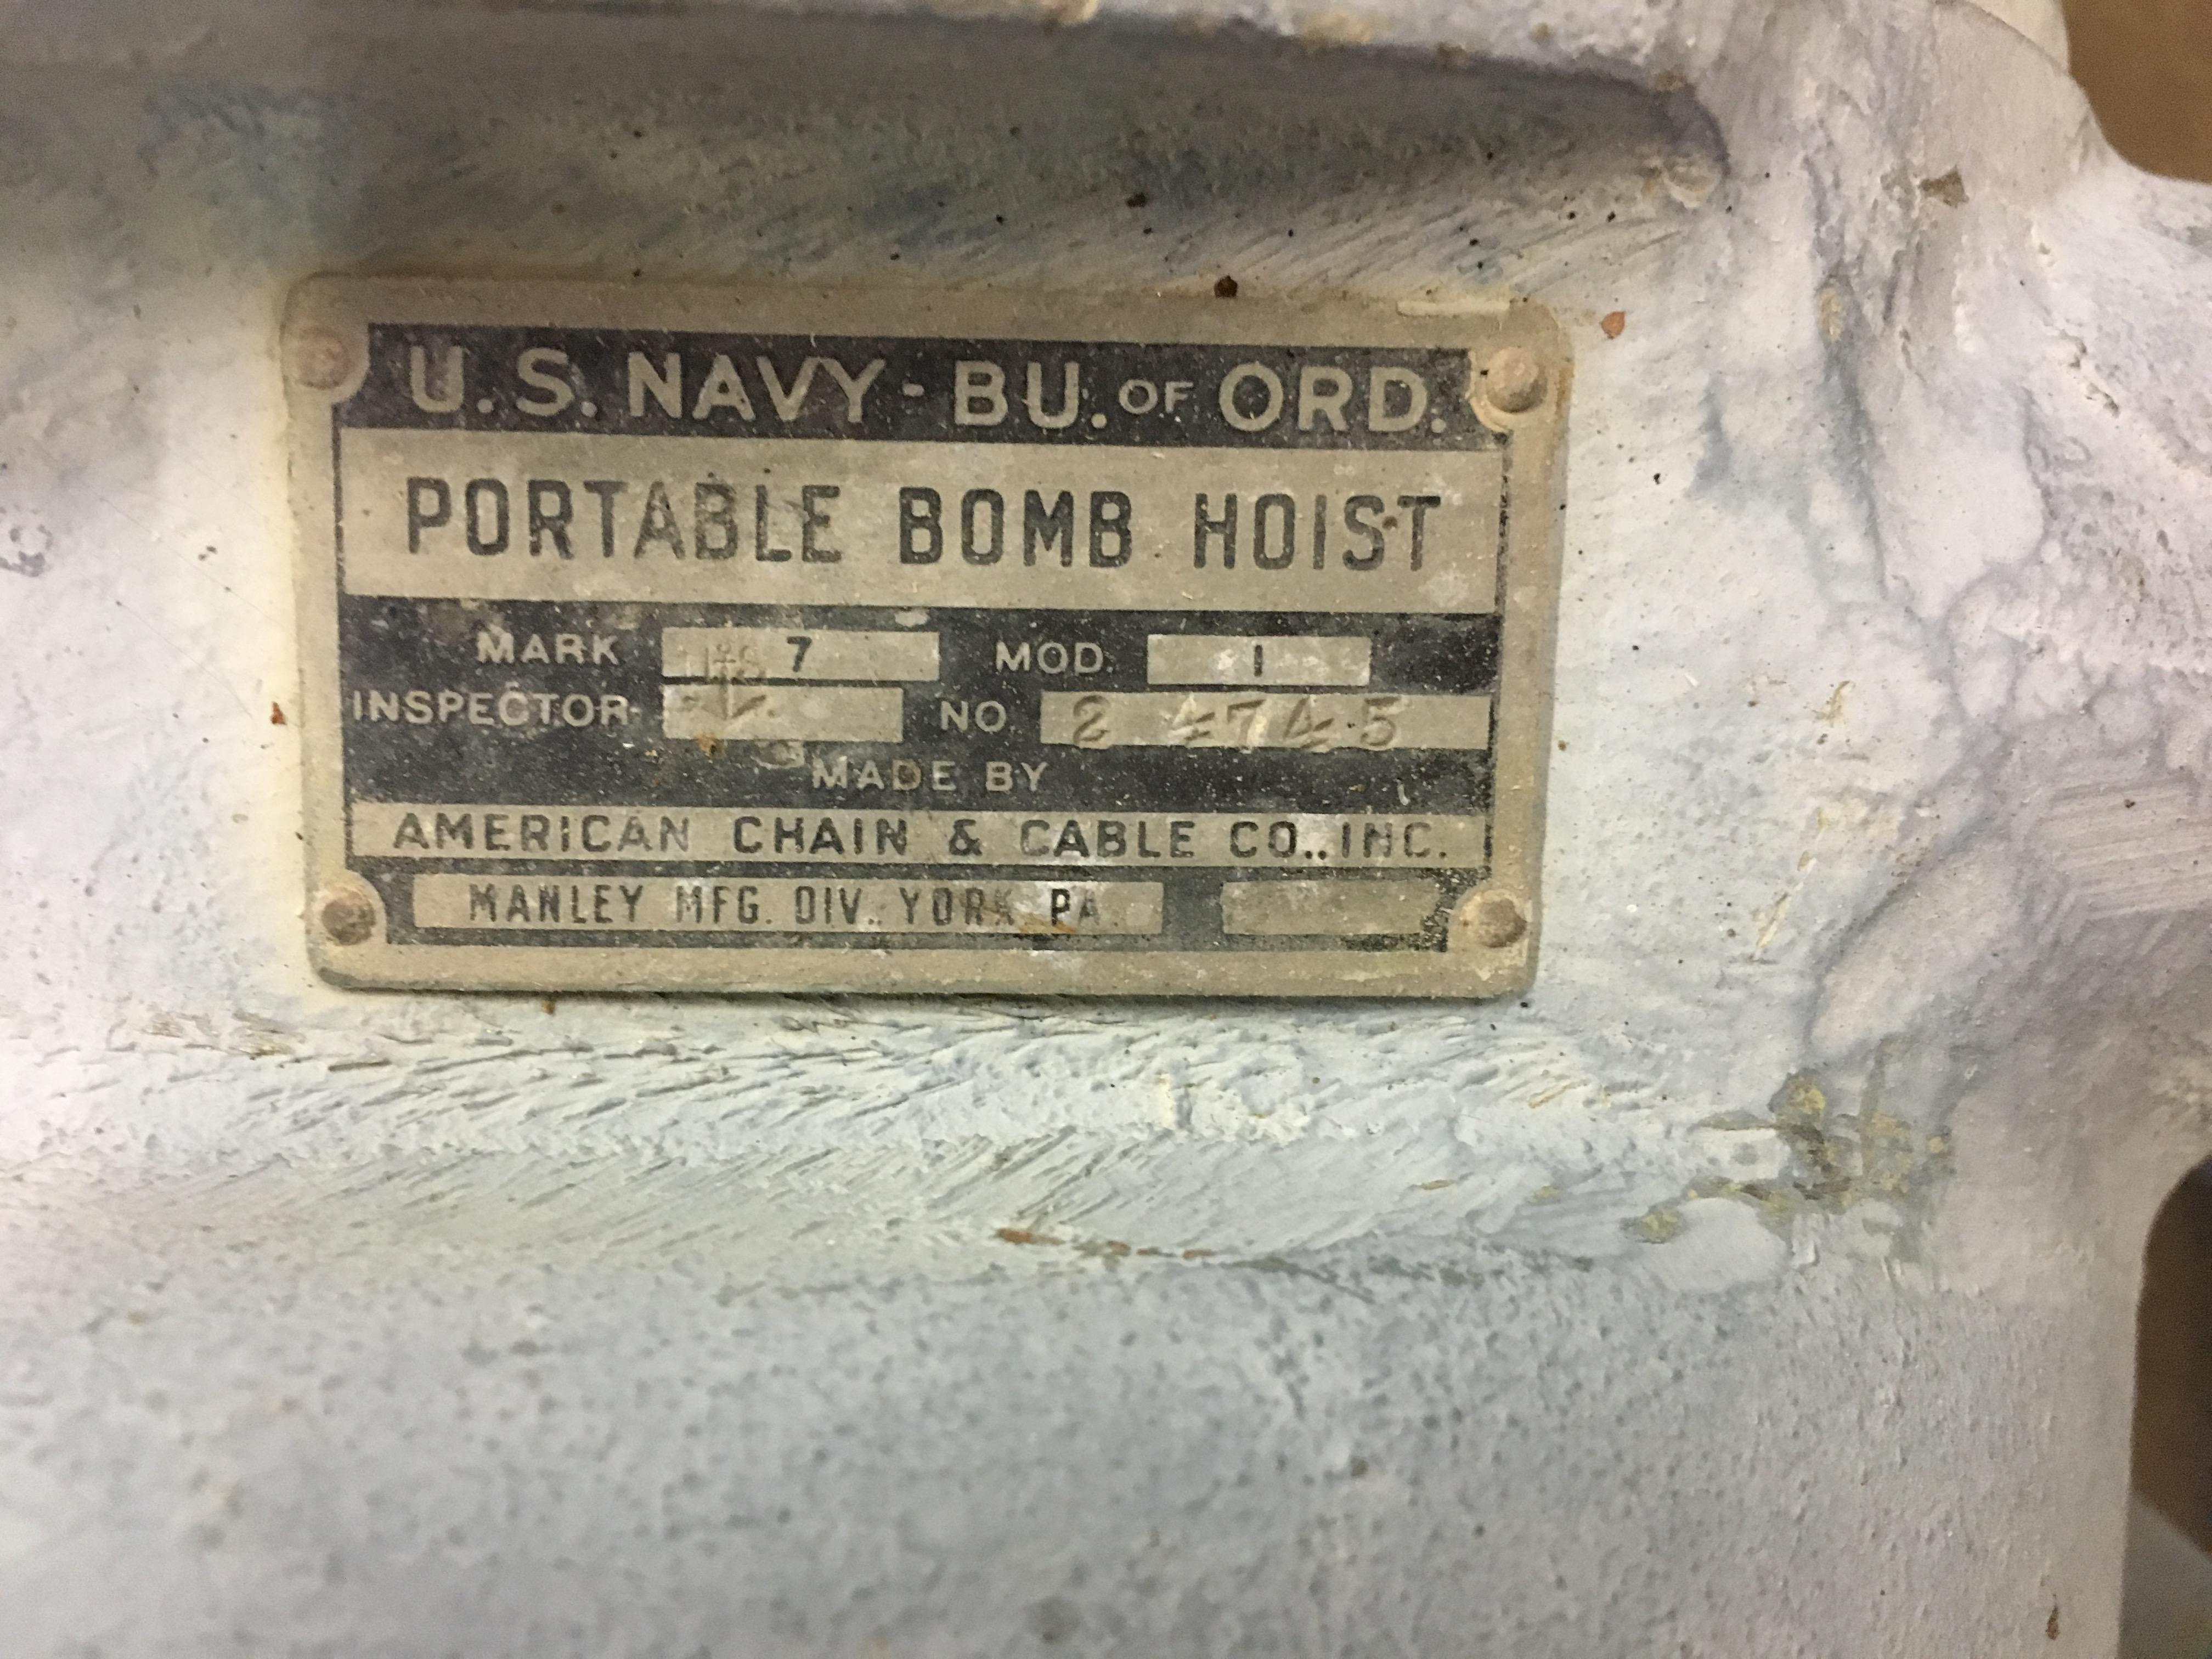 U.S. NAVY - BU. OF ORD.
PORTABLE BOMB HOIST
MARK 7 MOD. 1
INSPECTOR NO. 2 4745
MADE BY
AMERICAN CHAIN & CABLE CO., INC.
MANLEY MFG. DIV., YORK PA.